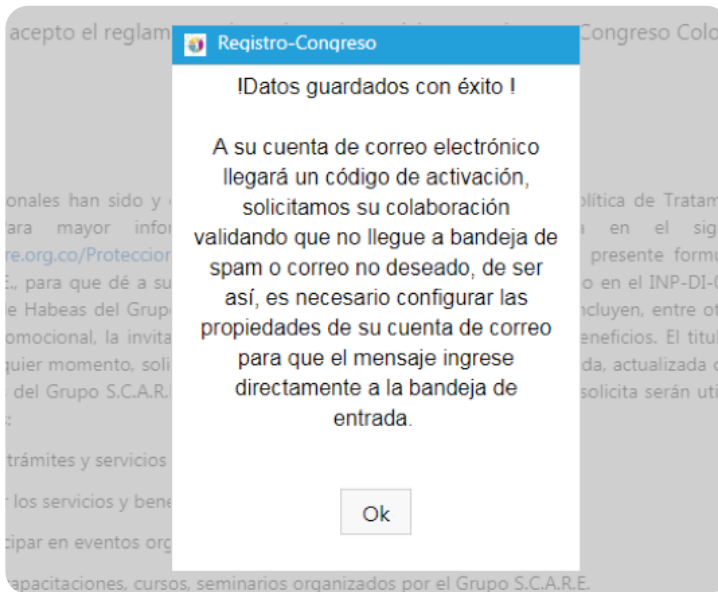 acepto el reglam
Congreso Colo
Registro-Congreso
!Datos guardados con éxito !
A su cuenta de correo electrónico
llegará un código de activación,
solicitamos su colaboración
validando que no llegue a bandeja de
spam o correo no deseado, de ser
así, es necesario configurar las
propiedades de su cuenta de correo
para que el mensaje ingrese
directamente a la bandeja de
entrada.
Ok
onales han sido y
olítica de Tratam
ara mayor infor
en el sig
re.org.co/Proteccion
presente formu
E., para que dé a su
o en el INP-DI-0
e Habeas del Grup
ncluyen, entre ot
omocional, la invita
eneficios. El titul
quier momento, soli
da, actualizada o
del Grupo S.C.A.R.
solicita serán uti
trámites y servicios
r los servicios y bene
cipar en eventos org
apacitaciones, cursos, seminarios organizados por el Grupo S.C.A.R.E.